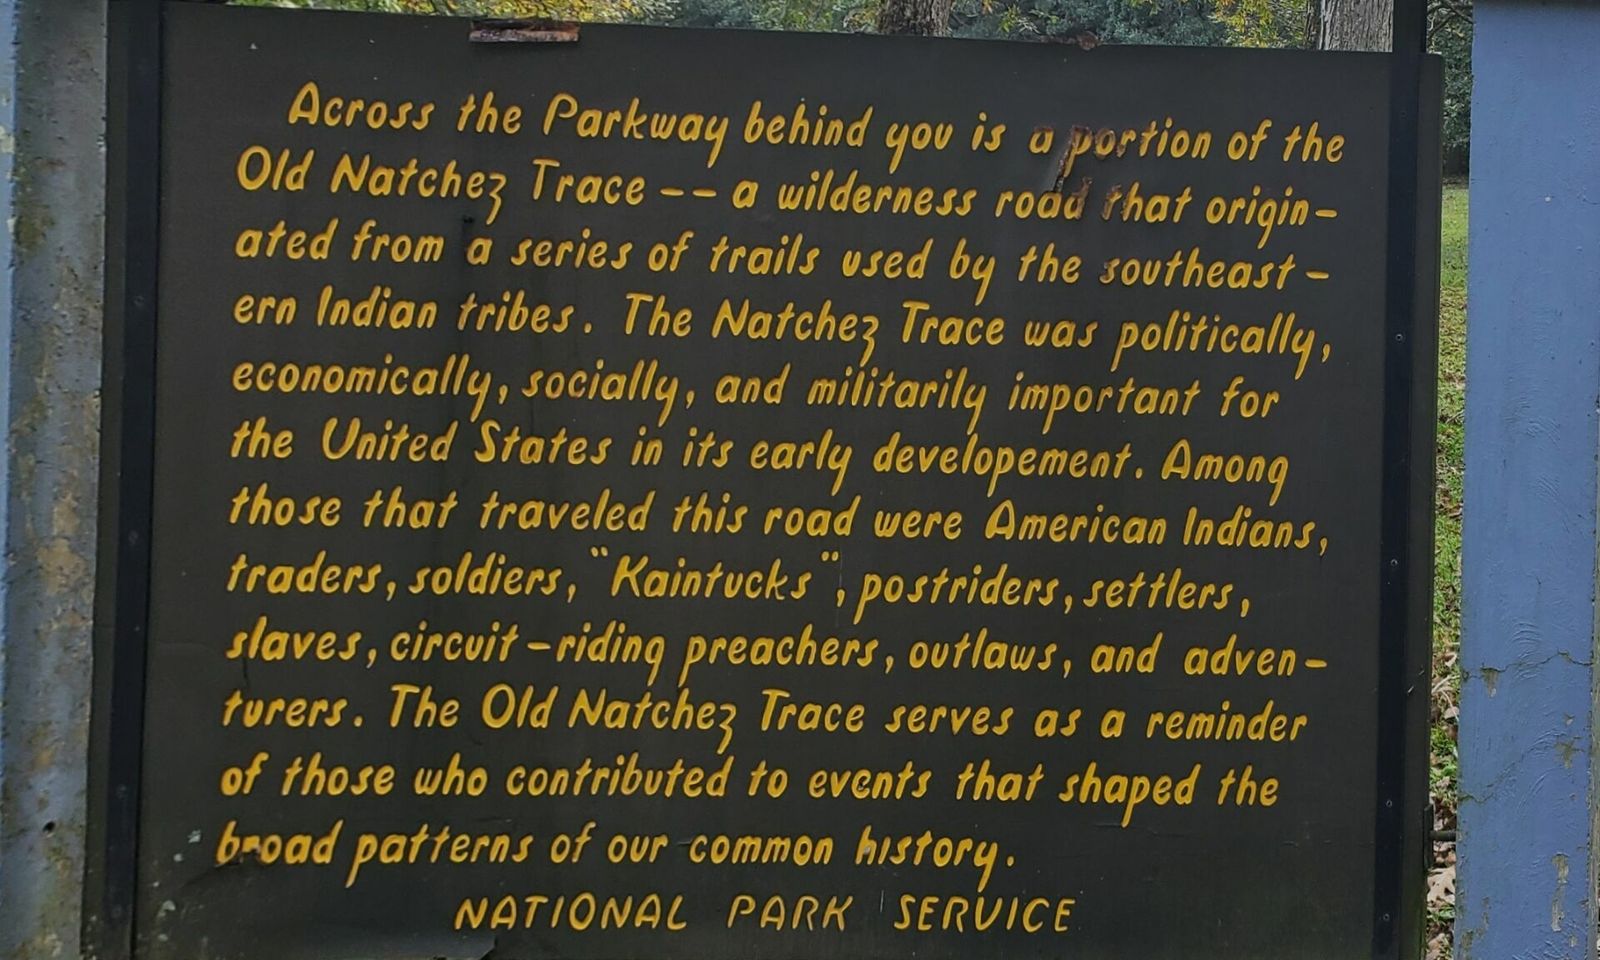 Across the Parkway behind you is a portion of the
Old Natchez Trace -- a wilderness road that origin-
ated from a series of trails used by the southeast-
ern Indian tribes. The Natchez Trace was politically,
economically, socially, and militarily important for
the United States in its early developement. Among
those that traveled this road were American Indians,
traders, soldiers, "Kaintucks", postriders, settlers,
slaves, circuit-riding preachers, outlaws, and adven-
turers. The Old Natchez Trace serves as a reminder
of those who contributed to events that shaped the
broad patterns of our common history.
NATIONAL PARK SERVICE